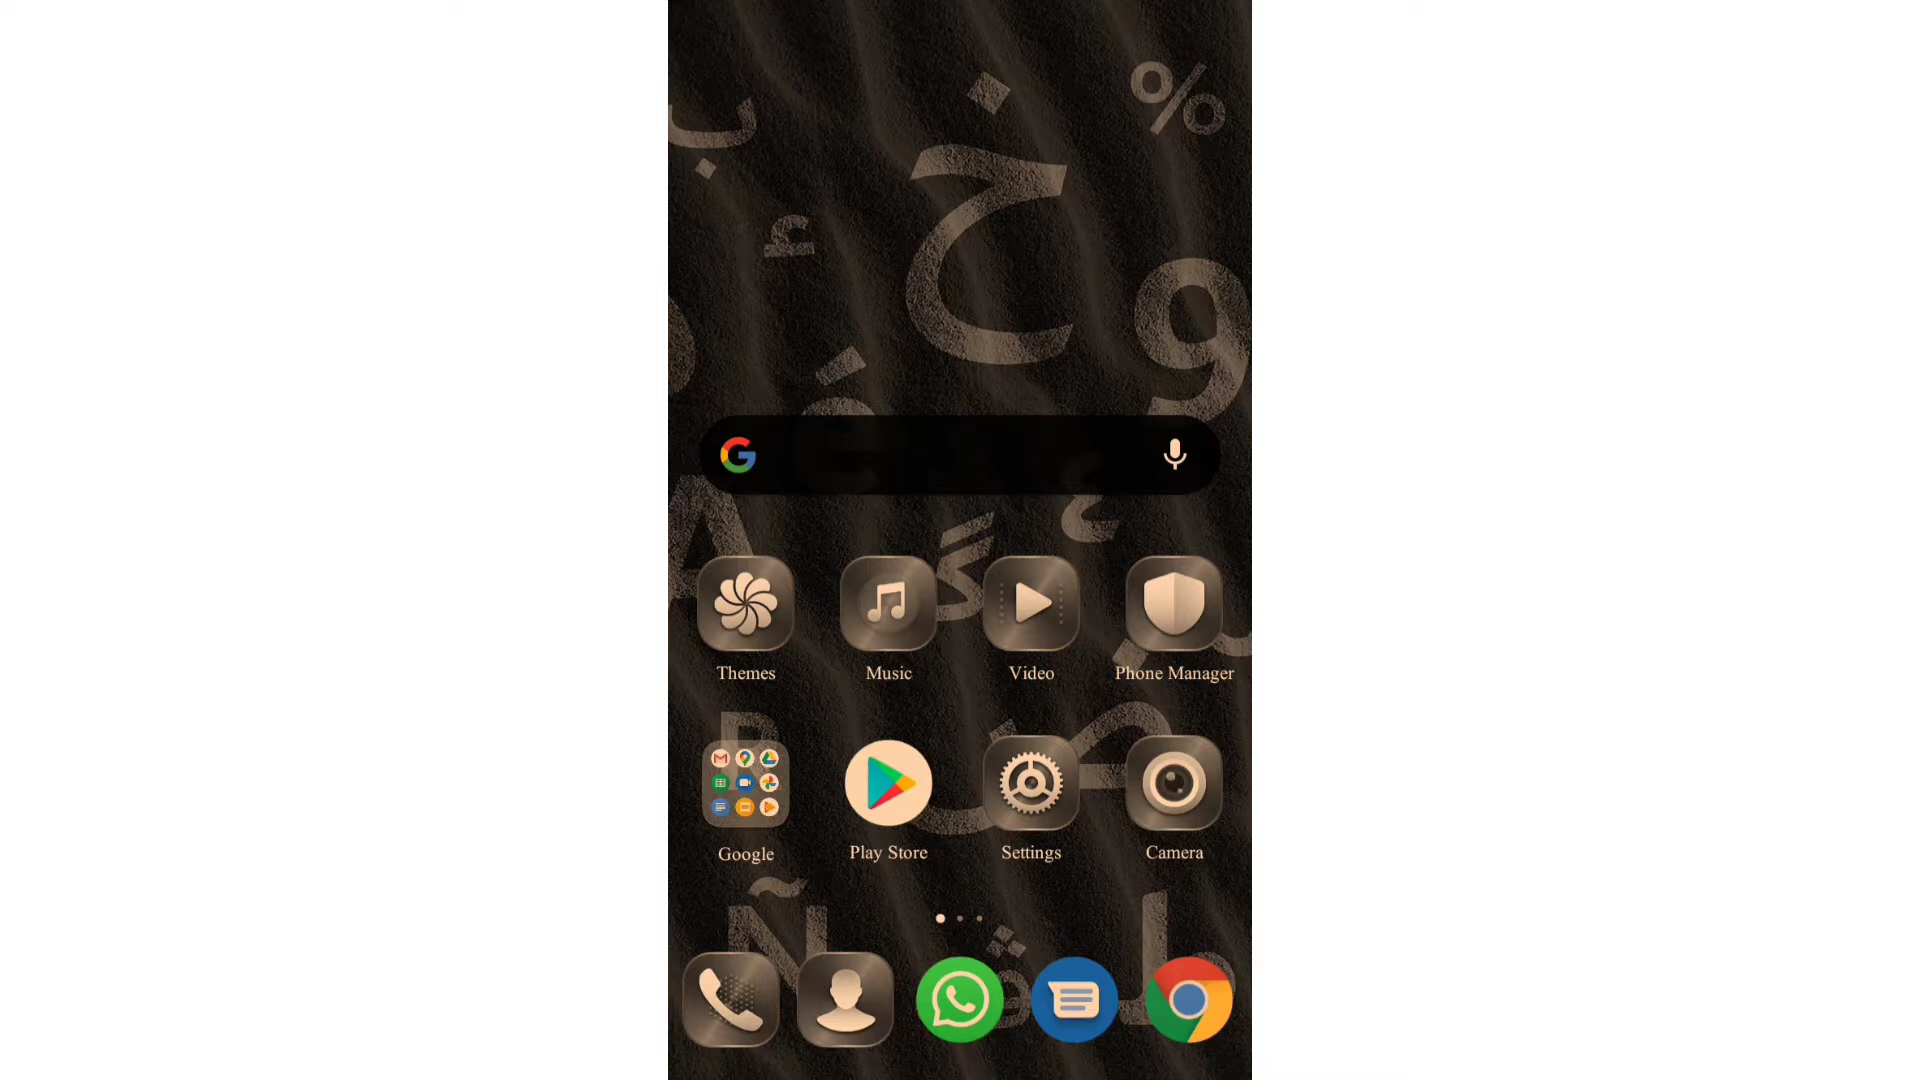 %
خ
ب
إ
و
é
A
گ
Themes
Music
Video
Phone Manager
R
Google
Play Store
Settings
Camera
Ñ